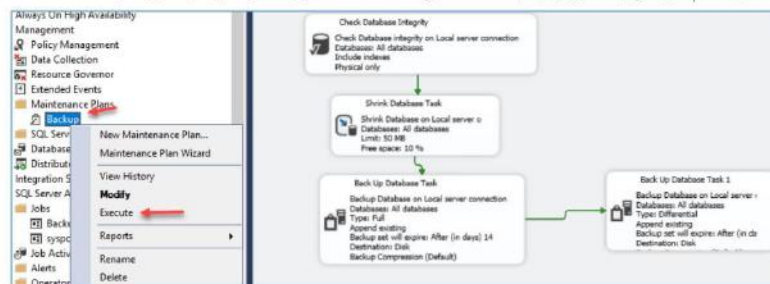 Always On High Availability
Management
Policy Management
Data Collection
Resource Governor
Extended Events
Maintenance Plans
Backup
SQL Serv
Database
Distribut
Integration S
SQL Server A
Jobs
Backu
syspo
Job Activ
Alerts
Operator
New Maintenance Plan...
Maintenance Plan Wizard
View History
Modify
Execute
Reports
Rename
Delete
Check Database Integrity
Check Database integrity on Local server connection
Databases: All databases
Include indexes
Physical only
Shrink Database Task
Shrink Database on Local server o
Databases: All databases
Limit: 50 MB
Free space: 10 %
Back Up Database Task
Backup Database on Local server connection
Databases: All databases
Type: Full
Append existing
Backup set will expire: After (in days) 14
Destination: Disk
Backup Compression (Default)
Back Up Database Task 1
Backup Database on Local server
Databases: All databases
Type: Differential
Append existing
Backup set will expire: After (in da
Destination: Disk